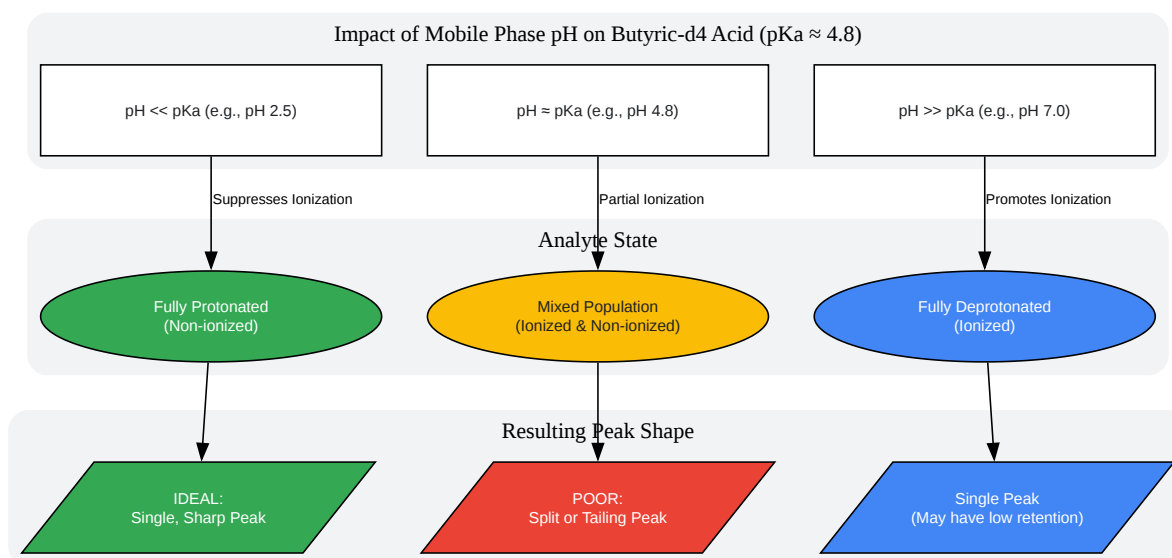 Impact of Mobile Phase pH on Butyric-d4 Acid (pKa ≈ 4.8)
pH << pKa (e.g., pH 2.5)
pH ≈ pKa (e.g., pH 4.8)
pH >> pKa (e.g., pH 7.0)
Suppresses Ionization
Partial Ionization
Promotes Ionization
Analyte State
Fully Protonated
(Non-ionized)
Mixed Population
(Ionized & Non-ionized)
Fully Deprotonated
(Ionized)
Resulting Peak Shape
IDEAL:
Single, Sharp Peak
POOR:
Split or Tailing Peak
Single Peak
(May have low retention)